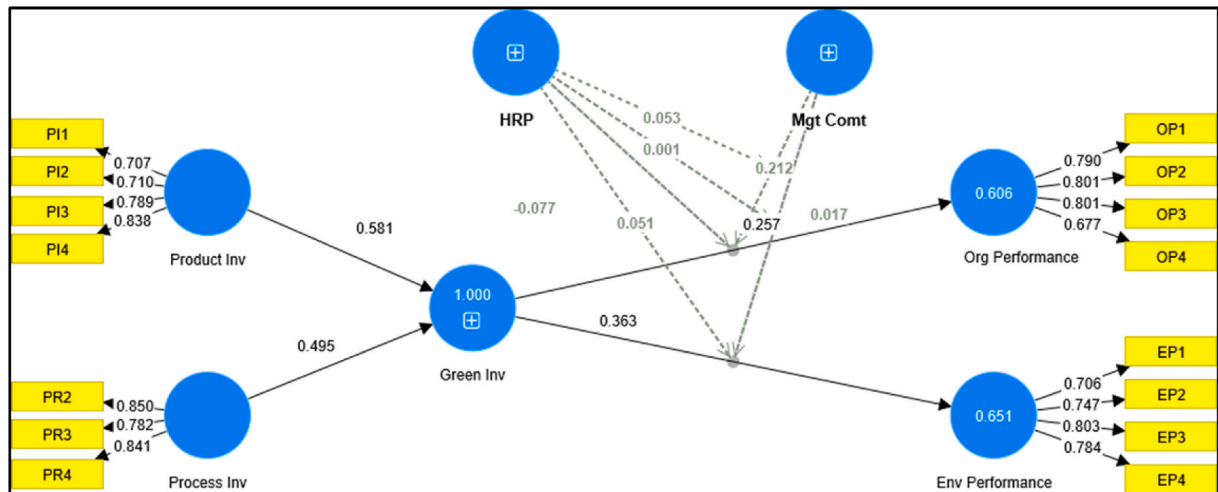 HRP
Mgt Comt
0.053
0.001
0.212
-0.077
0.051
0.257
0.017
PI1
PI2
PI3
PI4
0.707
0.710
0.789
0.838
Product Inv
0.581
PR2
PR3
PR4
0.850
0.782
0.841
Process Inv
0.495
1.000
Green Inv
0.363
0.606
Org Performance
0.790
0.801
0.801
0.677
OP1
OP2
OP3
OP4
0.651
Env Performance
0.706
0.747
0.803
0.784
EP1
EP2
EP3
EP4